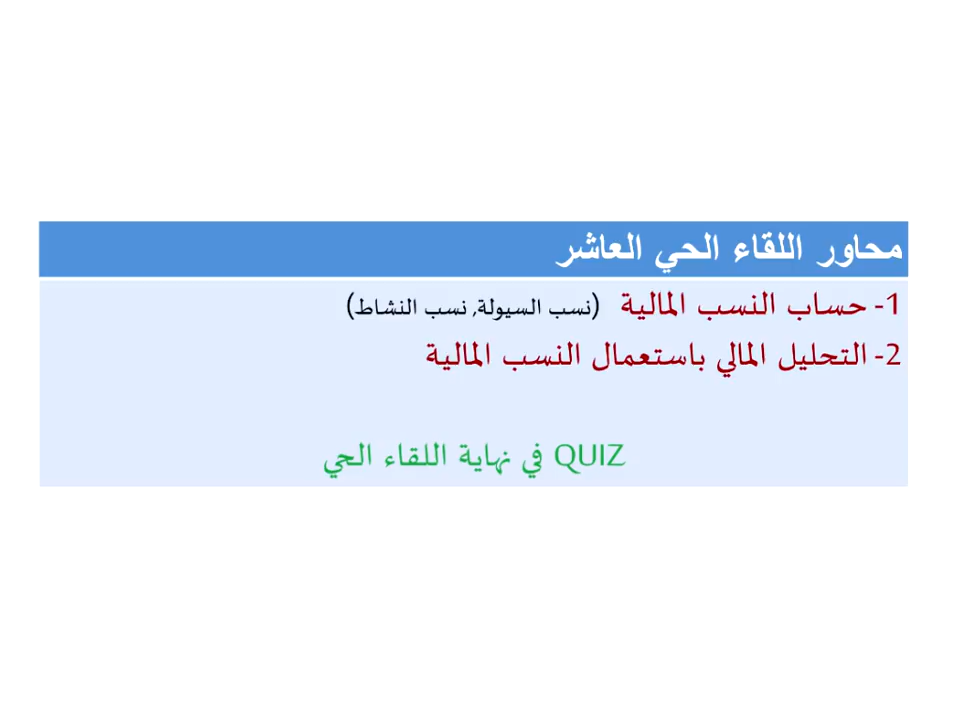 محاور اللقاء الحي العاشر
1- حساب النسب المالية (نسب السيولة, نسب النشاط)
2- التحليل المالي باستعمال النسب المالية
QUIZ في نهاية اللقاء الحي